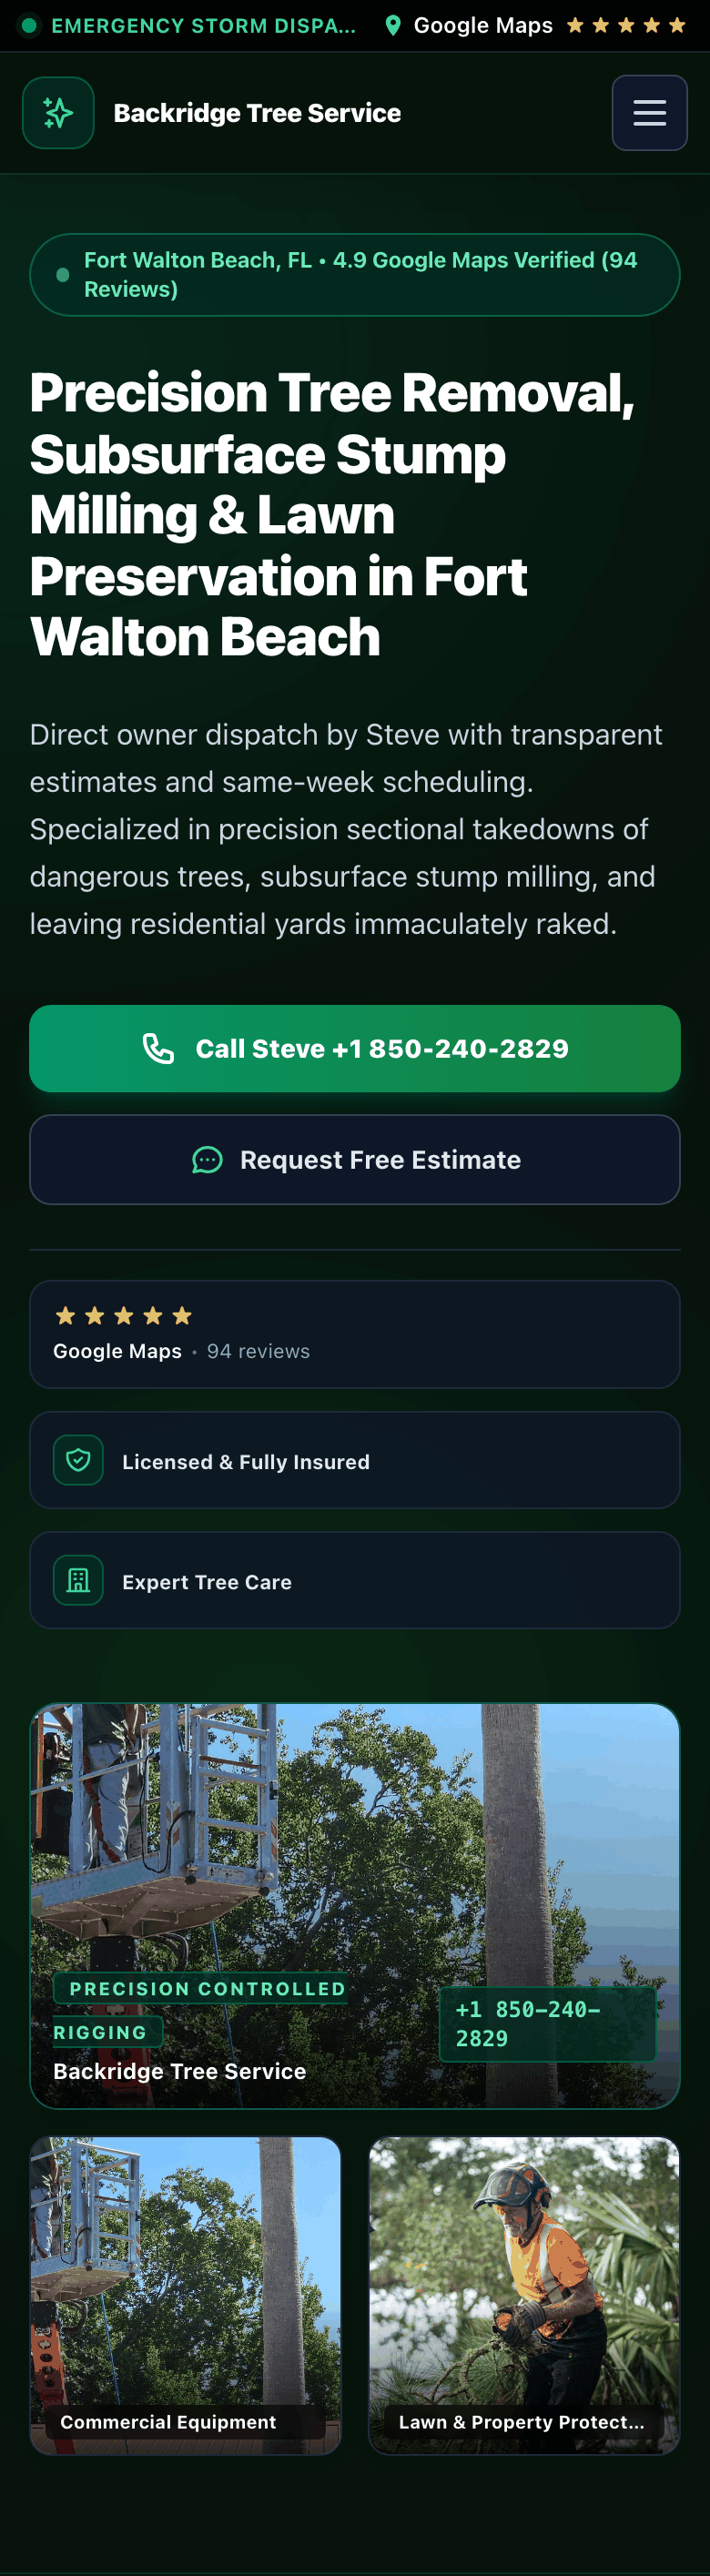 EMERGENCY STORM DISPA... Google Maps
Backridge Tree Service
Fort Walton Beach, FL • 4.9 Google Maps Verified (94
Reviews)
Precision Tree Removal,
Subsurface Stump
Milling & Lawn
Preservation in Fort
Walton Beach
Direct owner dispatch by Steve with transparent
estimates and same-week scheduling.
Specialized in precision sectional takedowns of
dangerous trees, subsurface stump milling, and
leaving residential yards immaculately raked.
Call Steve +1 850-240-2829
Request Free Estimate
Google Maps • 94 reviews
Licensed & Fully Insured
Expert Tree Care
PRECISION CONTROLLED
RIGGING
Backridge Tree Service
+1 850-240-
2829
Commercial Equipment
Lawn & Property Protect...